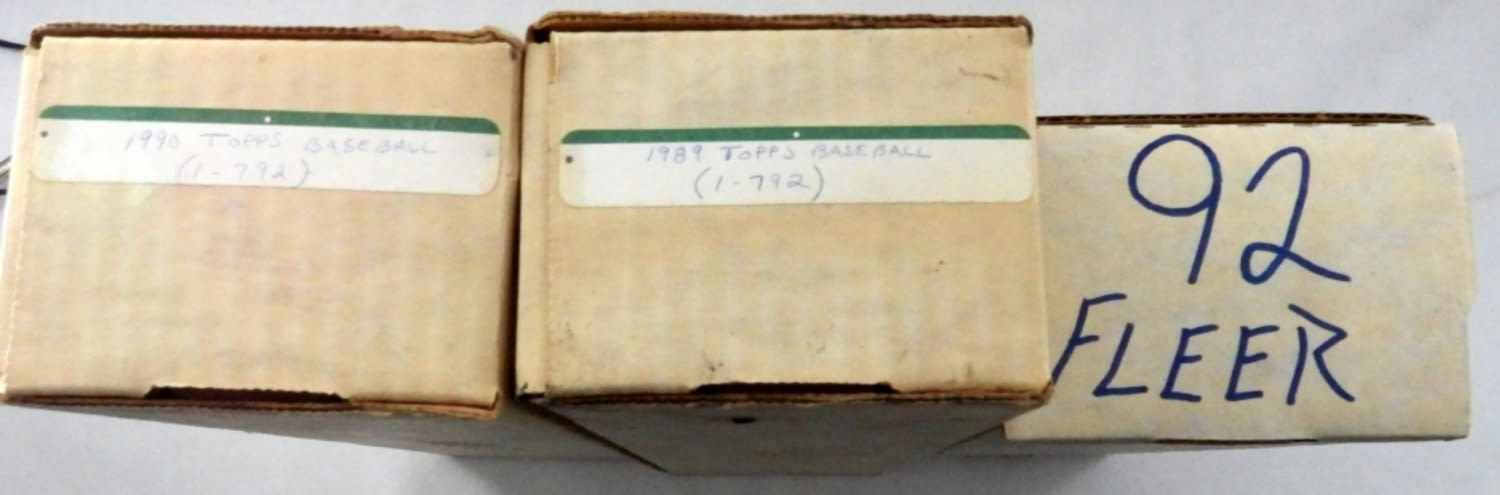 1990 TOPPS BASEBALL
(1-792)
1989 TOPPS BASEBALL
(1-792)
92
FLEER